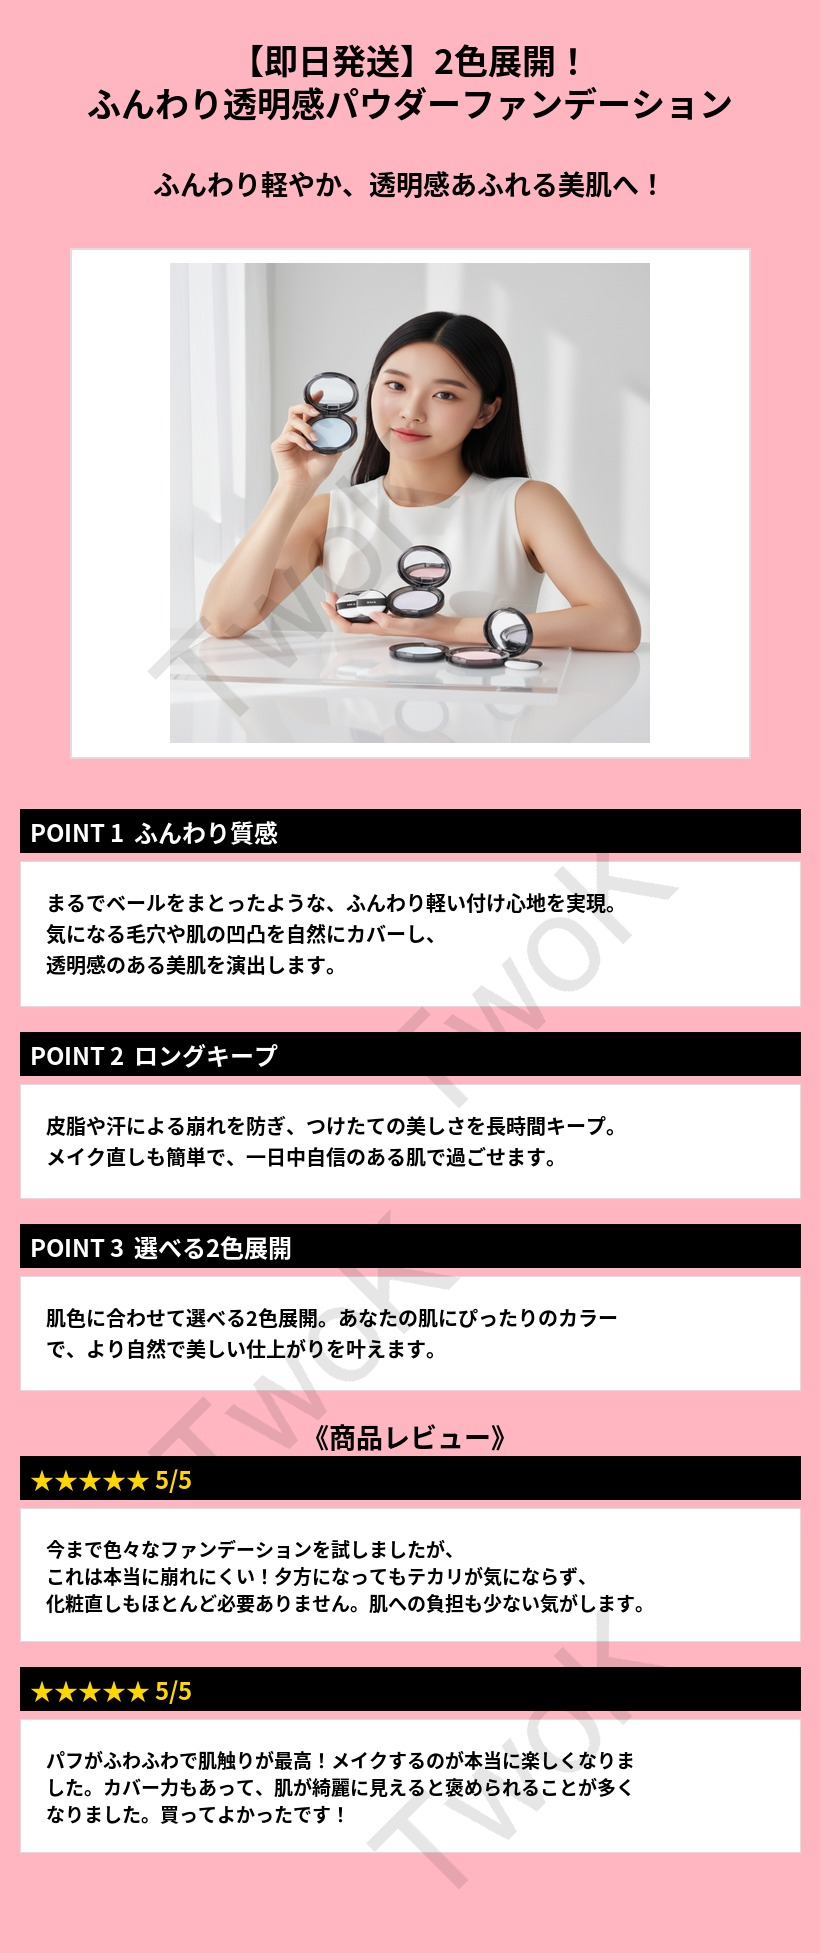 【即日発送】2色展開！
ふんわり透明感パウダーファンデーション
ふんわり軽やか、透明感あふれる美肌へ！
TwoK
POINT 1 ふんわり質感
まるでベールをまとったような、ふんわり軽い付け心地を実現。
気になる毛穴や肌の凹凸を自然にカバーし、
透明感のある美肌を演出します。
TwoK
POINT 2 ロングキープ
皮脂や汗による崩れを防ぎ、つけたての美しさを長時間キープ。
メイク直しも簡単で、一日中自信のある肌で過ごせます。
POINT 3 選べる2色展開
肌色に合わせて選べる2色展開。あなたの肌にぴったりのカラー
で、より自然で美しい仕上がりを叶えます。
TwoK
《商品レビュー》
★★★★★ 5/5
今まで色々なファンデーションを試しましたが、
これは本当に崩れにくい！夕方になってもテカリが気にならず、
化粧直しもほとんど必要ありません。肌への負担も少ない気がします。
★★★★★ 5/5
パフがふわふわで肌触りが最高！メイクするのが本当に楽しくなりま
した。カバー力もあって、肌が綺麗に見えると褒められることが多く
なりました。買ってよかったです！
TwoK